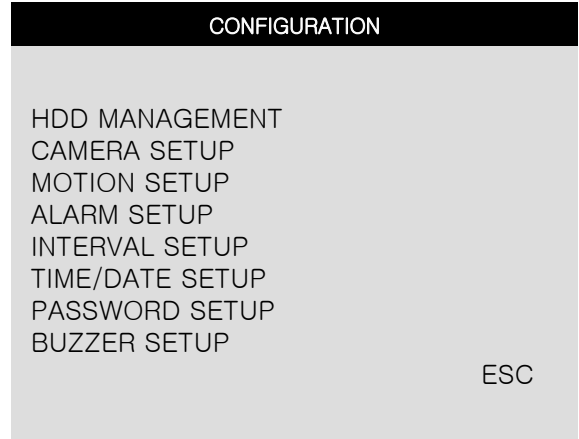 CONFIGURATION
HDD MANAGEMENT
CAMERA SETUP
MOTION SETUP
ALARM SETUP
INTERVAL SETUP
TIME/DATE SETUP
PASSWORD SETUP
BUZZER SETUP
ESC